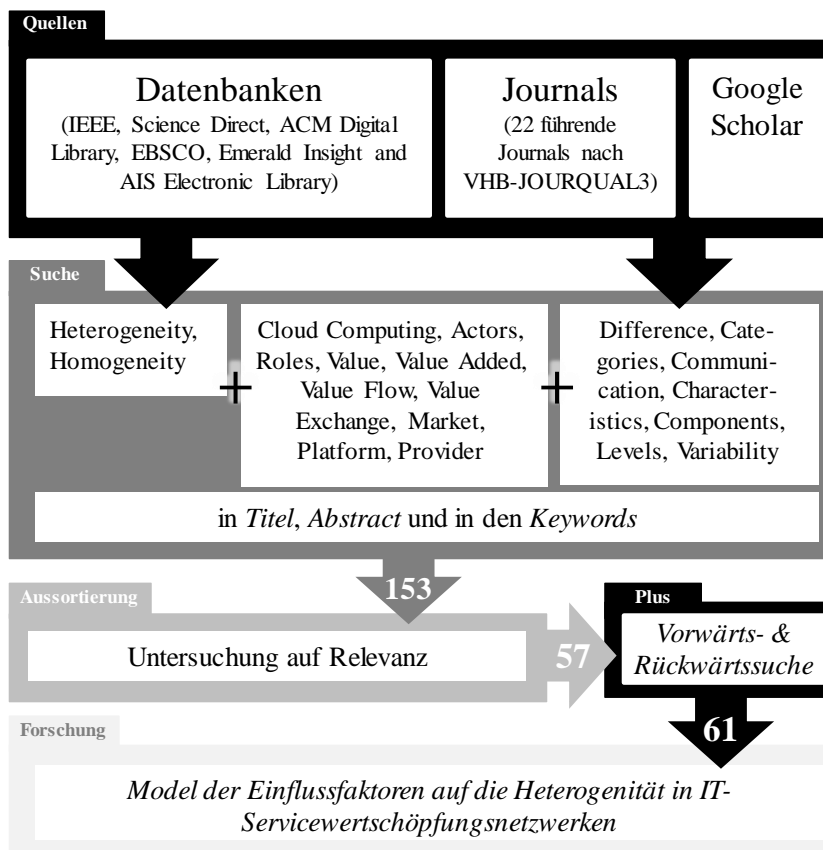 Quellen
Datenbanken
(IEEE, Science Direct, ACM Digital
Library, EBSCO, Emerald Insight and
AIS Electronic Library)
Journals
(22 führende
Journals nach
VHB-JOURQUAL3)
Google
Scholar
Suche
Heterogeneity,
Homogeneity
+
Cloud Computing, Actors,
Roles, Value, Value Added,
Value Flow, Value
Exchange, Market,
Platform, Provider
+
Difference, Cate-
gories, Communi-
cation, Character-
istics, Components,
Levels, Variability
in Titel, Abstract und in den Keywords
153
Aussortierung
Untersuchung auf Relevanz
57
Plus
Vorwärts- &
Rückwärtssuche
61
Forschung
Model der Einflussfaktoren auf die Heterogenität in IT-
Servicewertschöpfungsnetzwerken